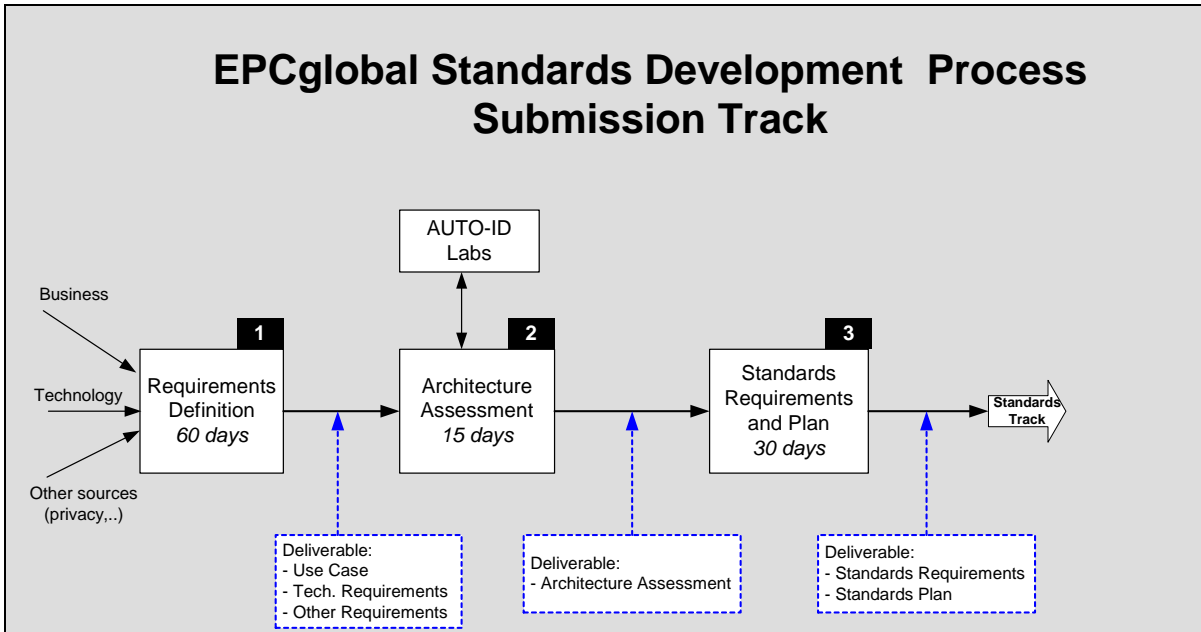 EPCglobal Standards Development Process
Submission Track
AUTO-ID
Labs
Business
Technology
Other sources
(privacy,..)
1
Requirements
Definition
60 days
2
Architecture
Assessment
15 days
3
Standards
Requirements
and Plan
30 days
Standards
Track
Deliverable:
- Use Case
- Tech. Requirements
- Other Requirements
Deliverable:
- Architecture Assessment
Deliverable:
- Standards Requirements
- Standards Plan